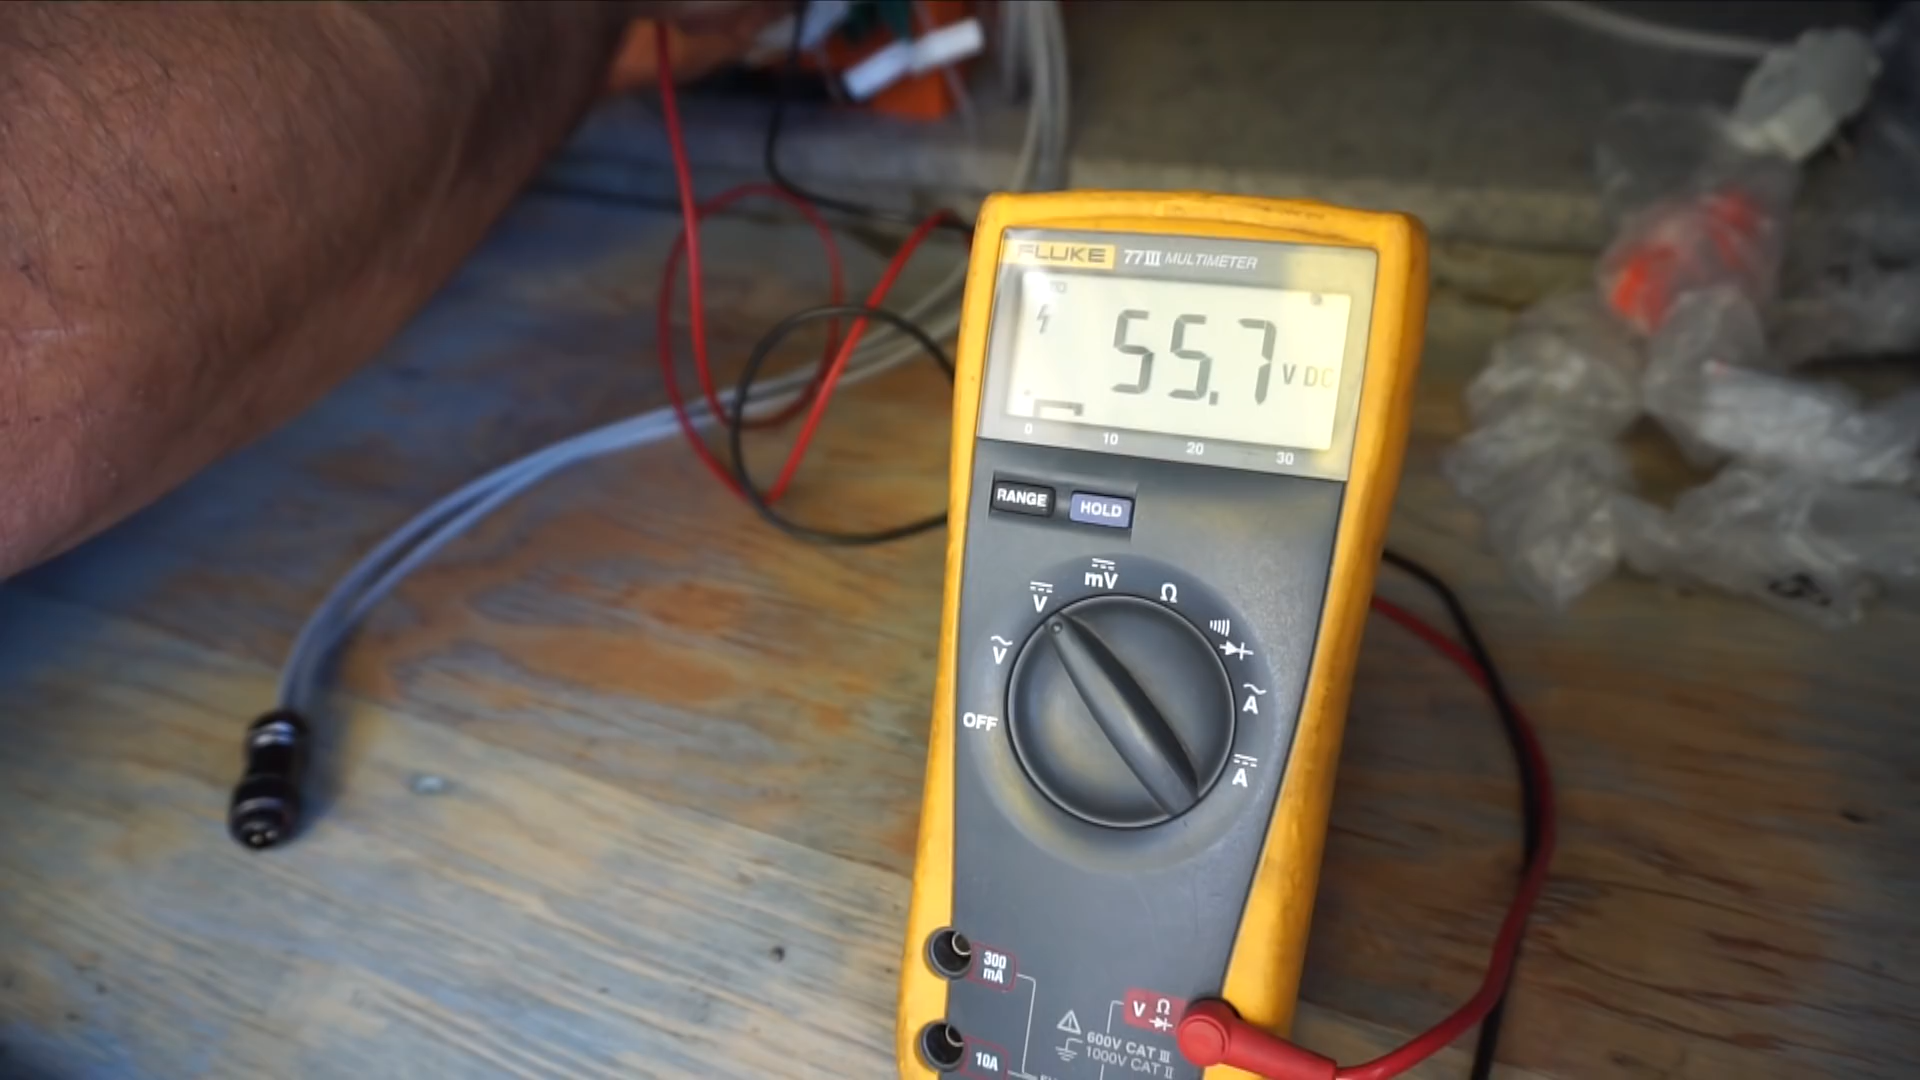 FLUKE 77 III MULTIMETER
55.7 V DC
0 10 20 30
RANGE HOLD
mV
V
Ω
V
A
OFF
A
300
mA
V Ω
600V CAT III
1000V CAT II
10A